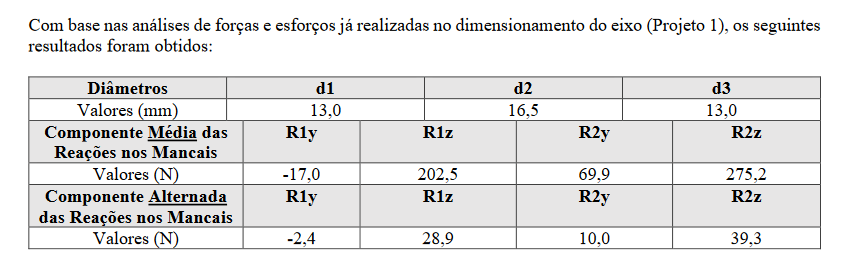 Com base nas análises de forças e esforços já realizadas no dimensionamento do eixo (Projeto 1), os seguintes
resultados foram obtidos:
Diâmetros d1 d2 d3
Valores (mm) 13,0 16,5 13,0
Componente Média das R1y R1z R2y R2z
Reações nos Mancais
Valores (N) -17,0 202,5 69,9 275,2
Componente Alternada R1y R1z R2y R2z
das Reações nos Mancais
Valores (N) -2,4 28,9 10,0 39,3